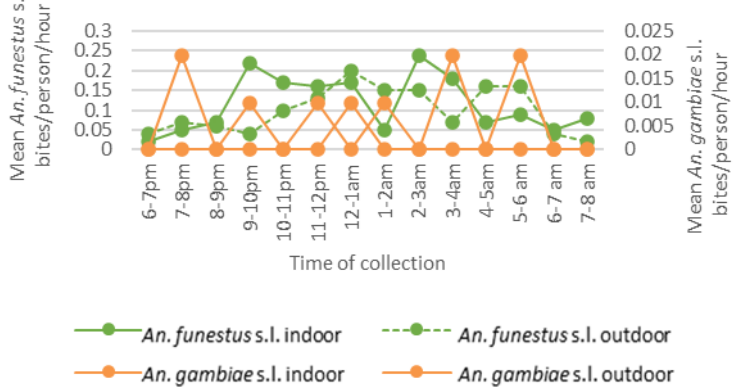 Mean An. funestus s.
bites/person/hour
0.3
0.25
0.2
0.15
0.1
0.05
0
0.025
0.02
0.015
0.01
0.005
0
Mean An. gambiae s.l.
bites/person/hour
6-7pm
7-8pm
8-9pm
9-10pm
10-11pm
11-12pm
12-1am
1-2am
2-3am
3-4am
4-5am
5-6 am
6-7 am
7-8 am
Time of collection
An. funestus s.l. indoor
An. funestus s.l. outdoor
An. gambiae s.l. indoor
An. gambiae s.l. outdoor